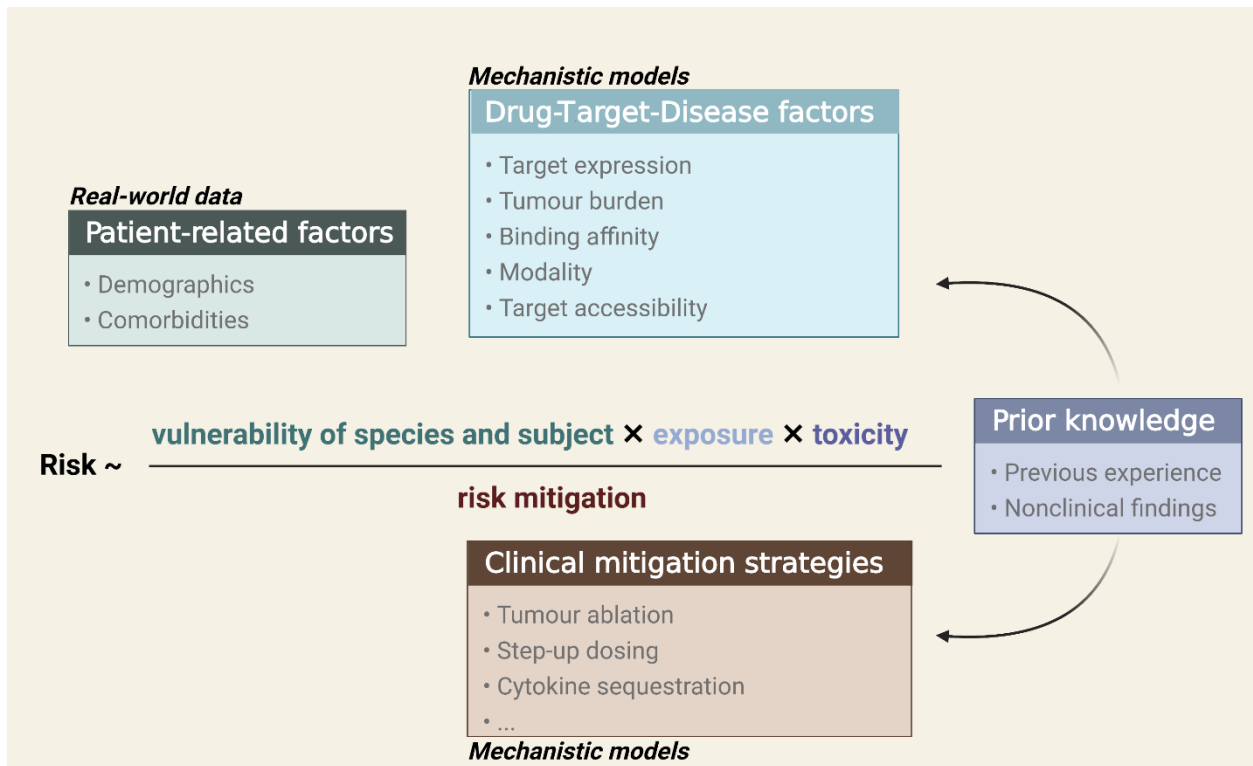 Mechanistic models
Drug-Target-Disease factors
• Target expression
• Tumour burden
• Binding affinity
• Modality
• Target accessibility
Real-world data
Patient-related factors
• Demographics
• Comorbidities
Prior knowledge
• Previous experience
• Nonclinical findings
Risk ~
vulnerability of species and subject × exposure × toxicity
risk mitigation
Clinical mitigation strategies
• Tumour ablation
• Step-up dosing
• Cytokine sequestration
• ...
Mechanistic models